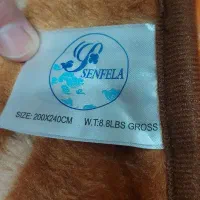 SENFELA
SIZE: 200X240CM W.T:8.8LBS GROSS